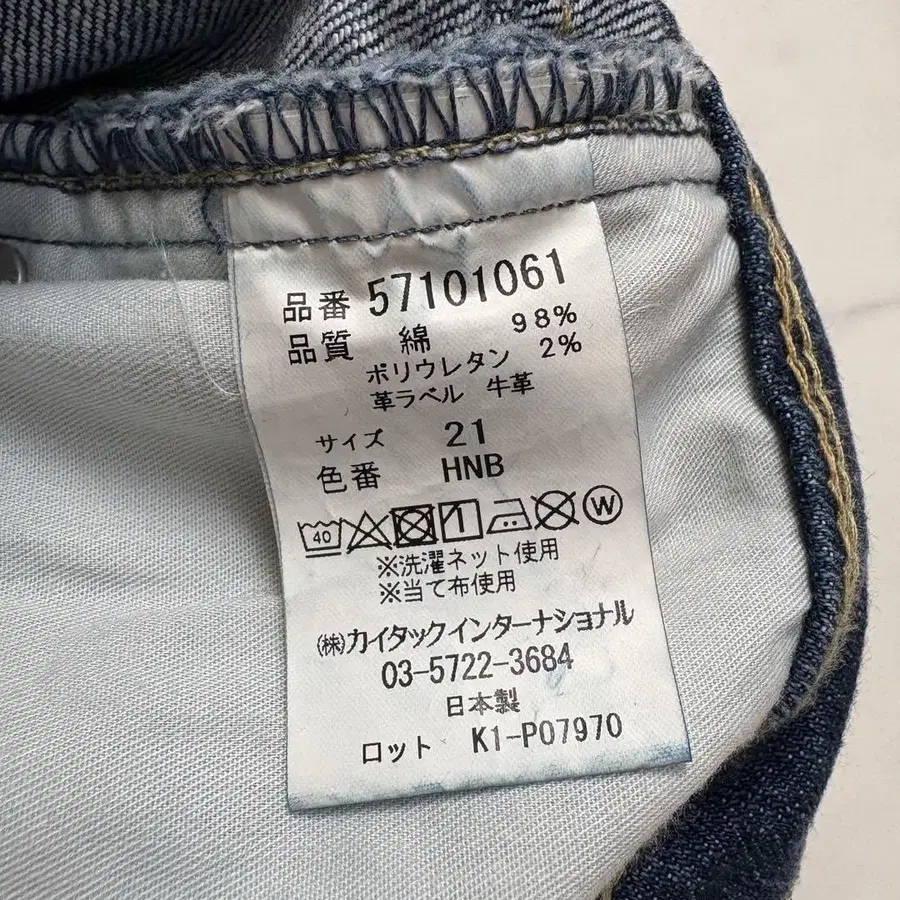 品番 57101061
品質 綿 98%
ポリウレタン 2%
革ラベル 牛革
サイズ 21
色番 HNB
40 W
※洗濯ネット使用
※当て布使用
㈱カイタックインターナショナル
03-5722-3684
日本製
ロット K1-P07970